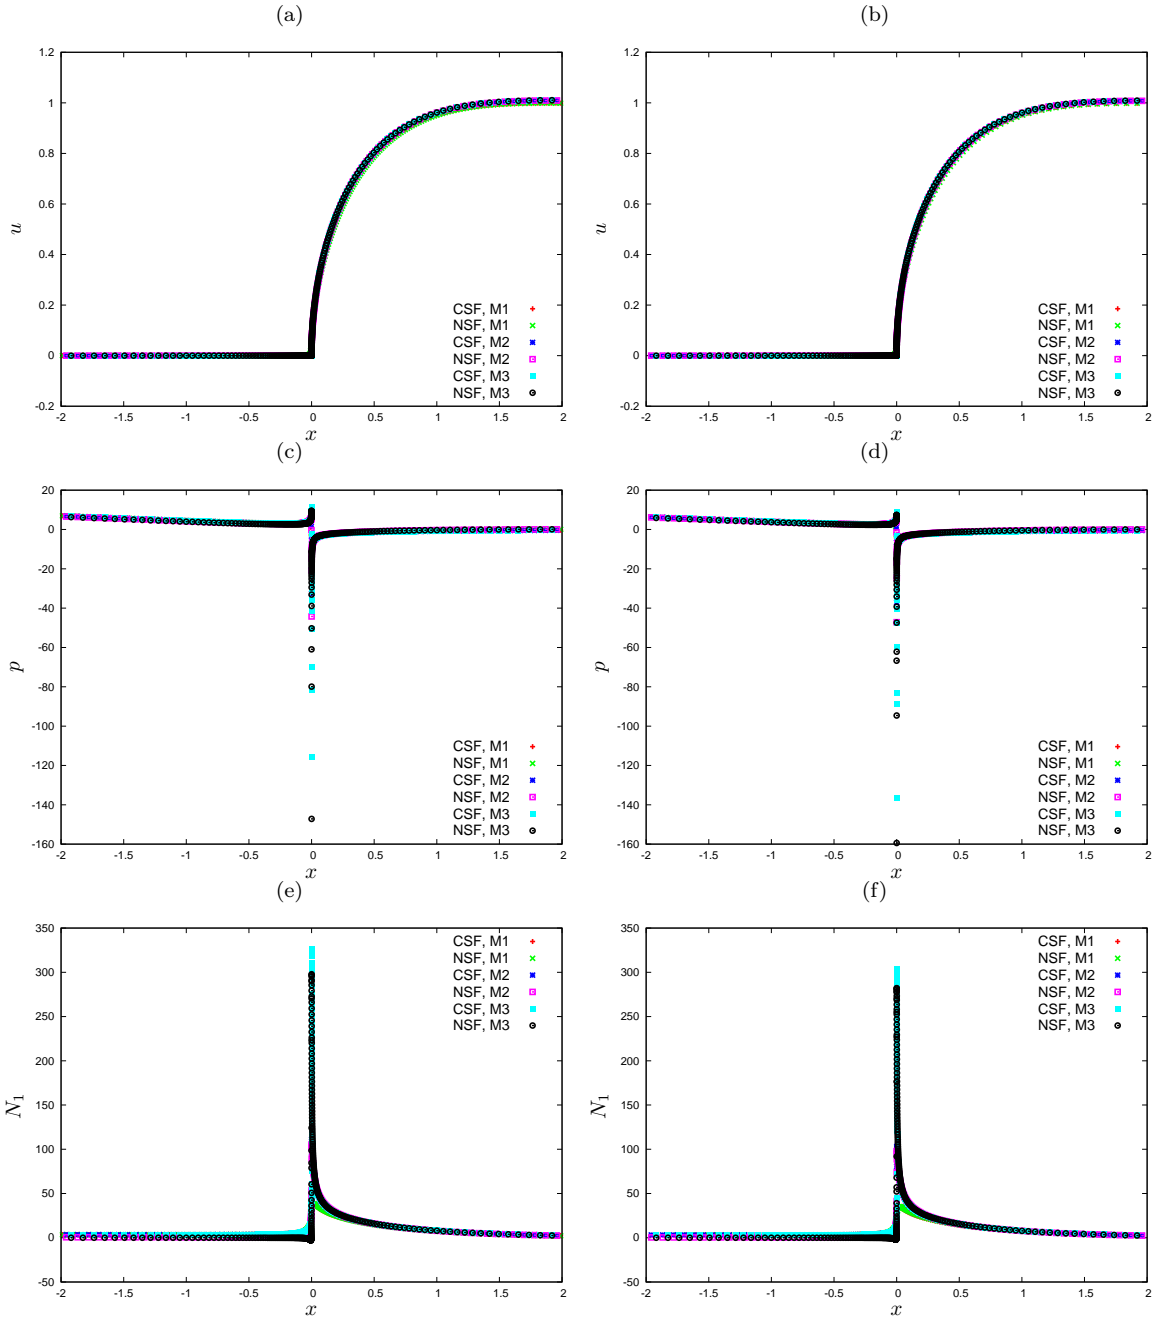 (a)
1.2
1
0.8
0.6
0.4
0.2
0
-0.2
u
CSF, M1
NSF, M1
CSF, M2
NSF, M2
CSF, M3
NSF, M3
-2 -1.5 -1 -0.5 0 0.5 1 1.5 2
x
(b)
1.2
1
0.8
0.6
0.4
0.2
0
-0.2
u
CSF, M1
NSF, M1
CSF, M2
NSF, M2
CSF, M3
NSF, M3
-2 -1.5 -1 -0.5 0 0.5 1 1.5 2
x
(c)
20
0
-20
-40
-60
-80
-100
-120
-140
-160
p
CSF, M1
NSF, M1
CSF, M2
NSF, M2
CSF, M3
NSF, M3
-2 -1.5 -1 -0.5 0 0.5 1 1.5 2
x
(d)
20
0
-20
-40
-60
-80
-100
-120
-140
-160
p
CSF, M1
NSF, M1
CSF, M2
NSF, M2
CSF, M3
NSF, M3
-2 -1.5 -1 -0.5 0 0.5 1 1.5 2
x
(e)
350
300
250
200
150
100
50
0
-50
N1
CSF, M1
NSF, M1
CSF, M2
NSF, M2
CSF, M3
NSF, M3
-2 -1.5 -1 -0.5 0 0.5 1 1.5 2
x
(f)
350
300
250
200
150
100
50
0
-50
N1
CSF, M1
NSF, M1
CSF, M2
NSF, M2
CSF, M3
NSF, M3
-2 -1.5 -1 -0.5 0 0.5 1 1.5 2
x